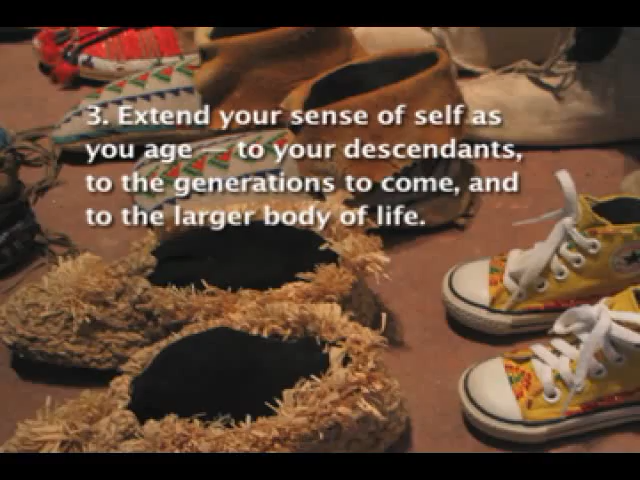 3. Extend your sense of self as
you age — to your descendants,
to the generations to come, and
to the larger body of life.